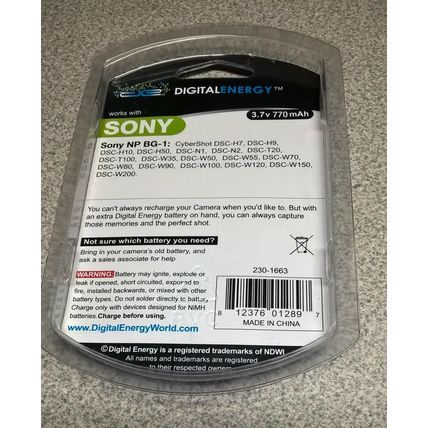 DIGITALENERGY™
3.7v 770mAh
works with
SONY
Sony NP BG-1: CyberShot DSC-H7, DSC-H9,
DSC-H10, DSC-H50, DSC-N1, DSC-N2, DSC-T20,
DSC-T100, DSC-W35, DSC-W50, DSC-W55, DSC-W70,
DSC-W80, DSC-W90, DSC-W100, DSC-W120, DSC-W150,
DSC-W200.
You can't always recharge your Camera when you'd like to. But with
an extra Digital Energy battery on hand, you can always capture
those memories and the perfect shot.
Not sure which battery you need?
Bring in your camera's old battery, and
ask a sales associate for help
WARNING: Battery may ignite, explode or
leak if opened, short circuited, exposed to
fire, installed backwards, or mixed with other
battery types. Do not solder directly to battery.
Charge only with devices designed for NiMH
batteries. Charge before using.
www.DigitalEnergyWorld.com
230-1663
8 12376 01289 7
MADE IN CHINA
©Digital Energy is a registered trademarks of NDWI
All names and trademarks are registered
to their respected owners